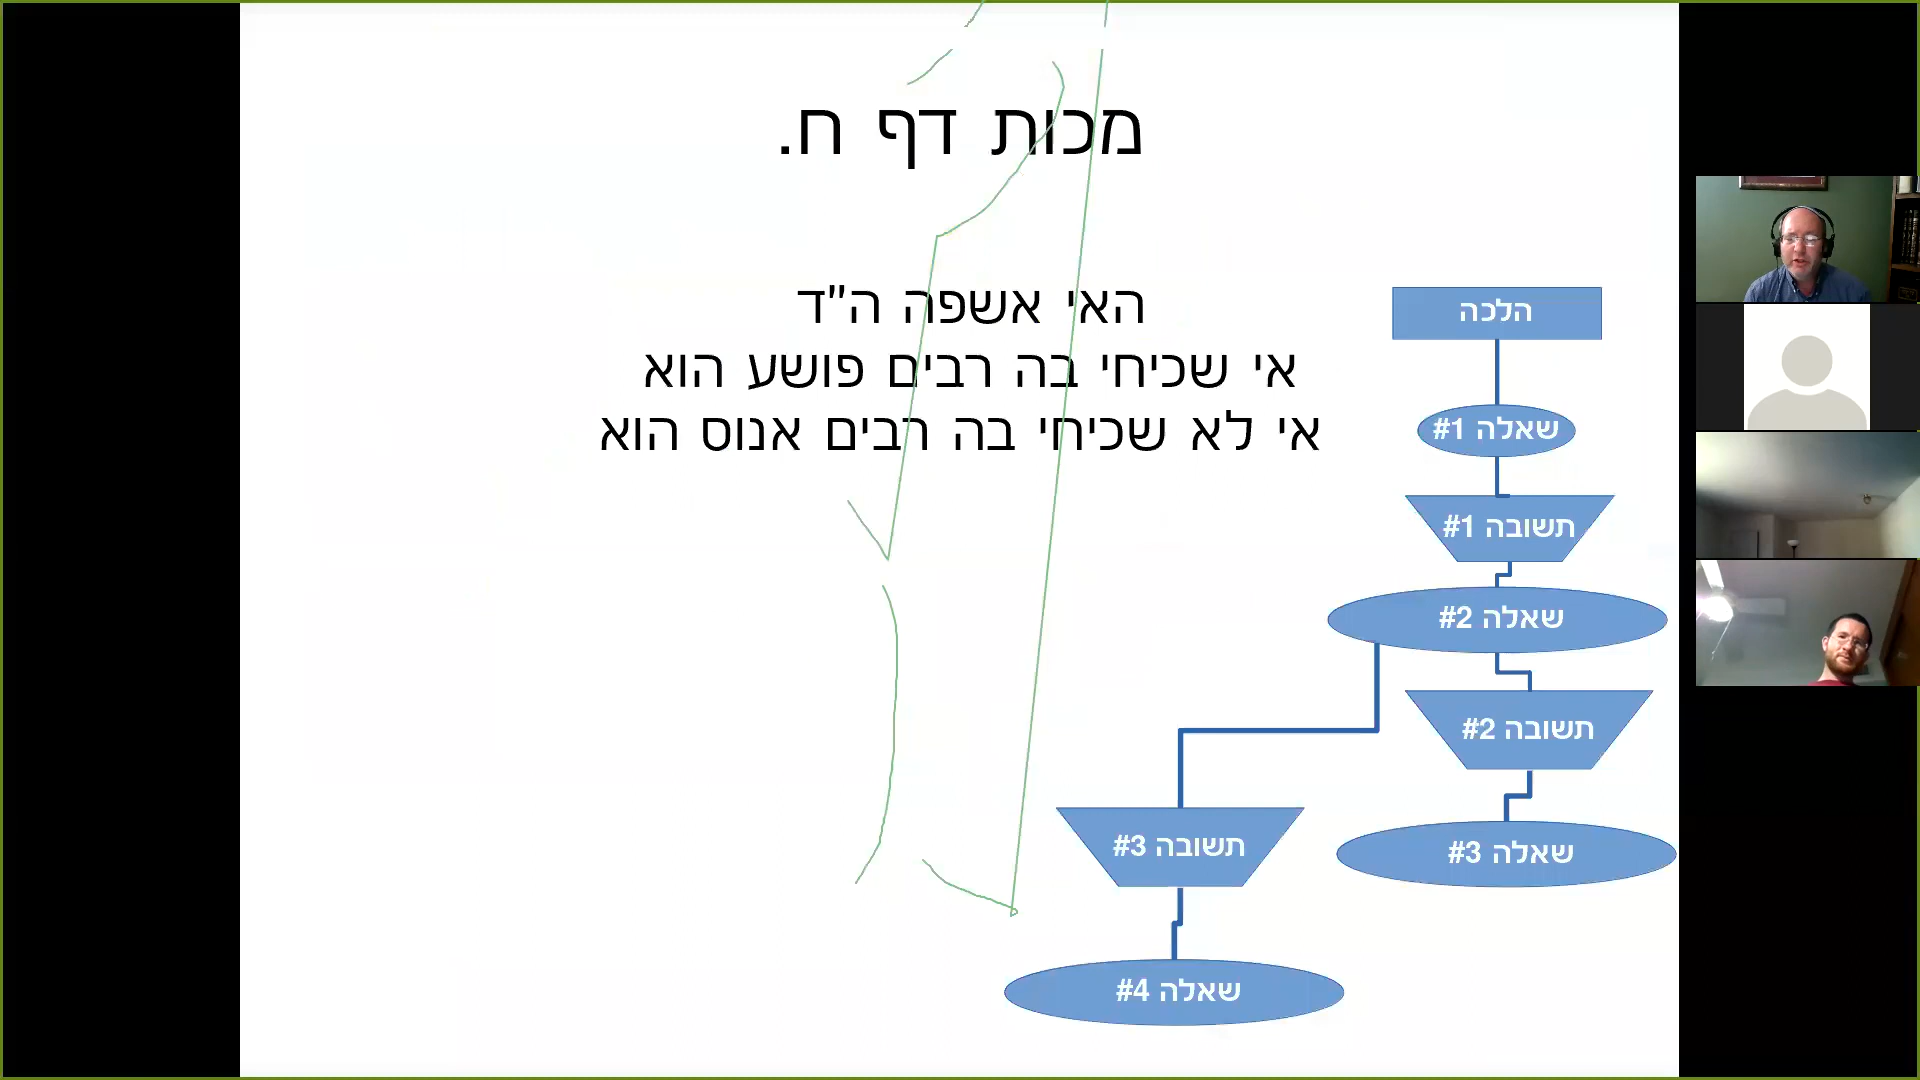 מכות דף ח.
האי אשפה ה"ד
אי שכיחי בה רבים פושע הוא
אי לא שכיחי בה רבים אנוס הוא
הלכה
שאלה #1
תשובה #1
שאלה #2
תשובה #2
תשובה #3
שאלה #3
שאלה #4